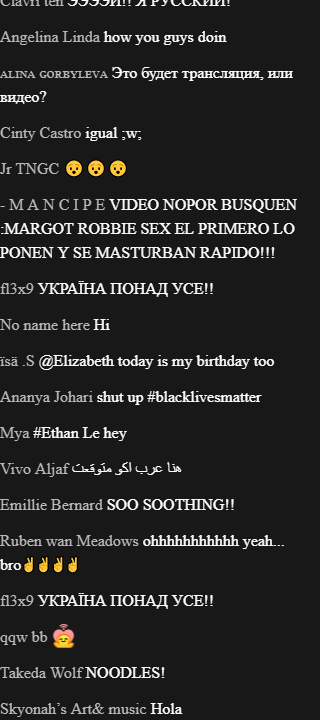 Clavii ten ЭЭЭЭЙ!! Я РУССКИЙ!
Angelina Linda how you guys doin
ᴀʟɪɴᴀ ɢᴏʀʙʏʟᴇᴠᴀ Это будет трансляция, или
видео?
Cinty Castro igual ;w;
Jr TNGC 😯😯😯
- M A N C I P E VIDEO NOPOR BUSQUEN
:MARGOT ROBBIE SEX EL PRIMERO LO
PONEN Y SE MASTURBAN RAPIDO!!!
fl3x9 УКРАЇНА ПОНАД УСЕ!!
No name here Hi
ïsä .S @Elizabeth today is my birthday too
Ananya Johari shut up #blacklivesmatter
Mya #Ethan Le hey
Vivo Aljaf هنا عرب اكو متوقعت
Emillie Bernard SOO SOOTHING!!
Ruben wan Meadows ohhhhhhhhhhh yeah...
bro✌✌✌✌
fl3x9 УКРАЇНА ПОНАД УСЕ!!
qqw bb
Takeda Wolf NOODLES!
Skyonah’s Art& music Hola